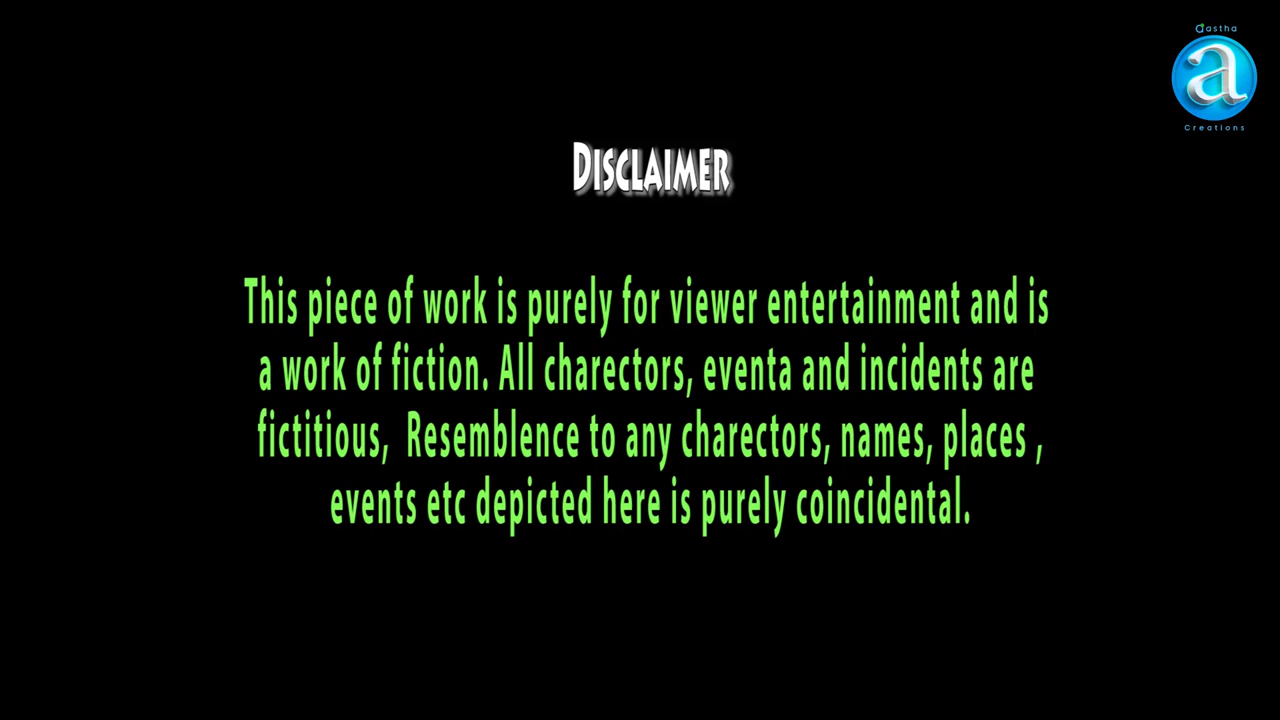 aastha
a
Creations
Disclaimer
This piece of work is purely for viewer entertainment and is
a work of fiction. All charectors, eventa and incidents are
fictitious,  Resemblence to any charectors, names, places ,
events etc depicted here is purely coincidental.